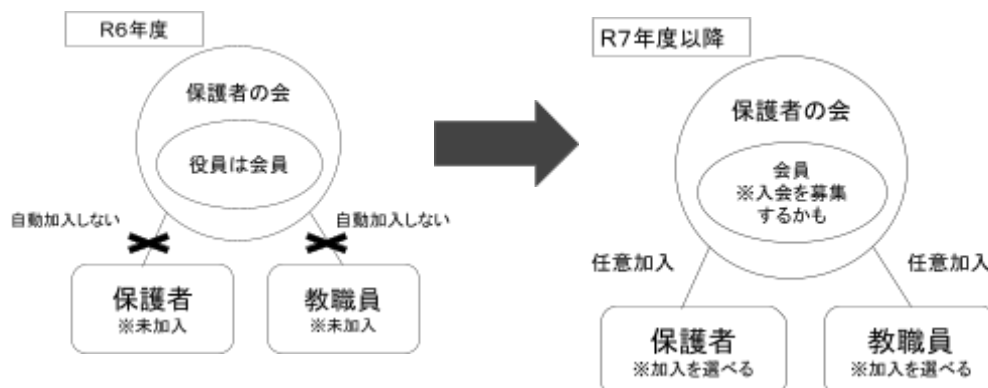 R6年度
保護者の会
役員は会員
自動加入しない
自動加入しない
保護者
※未加入
教職員
※未加入
R7年度以降
保護者の会
会員
※入会を募集
するかも
任意加入
任意加入
保護者
※加入を選べる
教職員
※加入を選べる